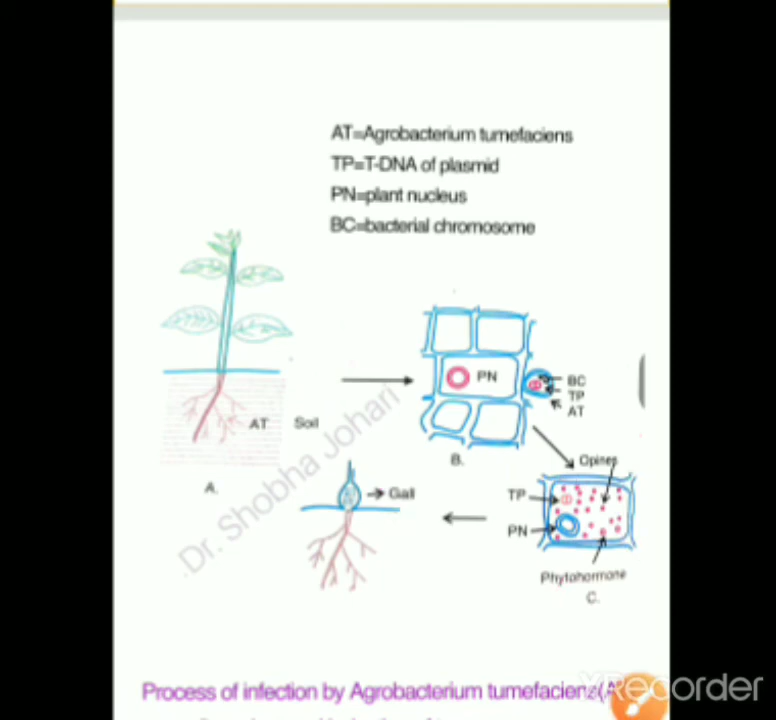 AT=Agrobacterium tumefaciens
TP=T-DNA of plasmid
PN=plant nucleus
BC=bacterial chromosome
PN
BC
TP
AT
AT
Soil
B.
Opines
A.
Gall
TP
PN
Phytohormone
C.
Dr. Shobha Johari
Process of infection by Agrobacterium tumefaciens(A
XRecorder